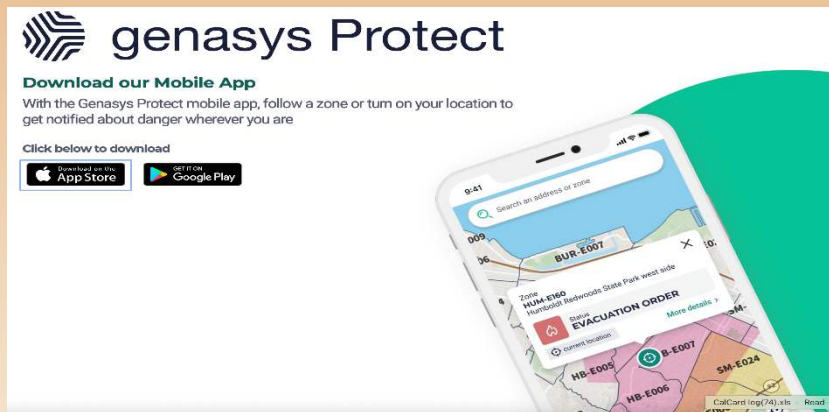 genasys Protect
Download our Mobile App
With the Genasys Protect mobile app, follow a zone or turn on your location to
get notified about danger wherever you are
Click below to download
Download on the
App Store
GET IT ON
Google Play
9:41
Search an address or zone
009
BUR-E007
Zone
HUM-E160
Humboldt Redwoods State Park west side
Status
EVACUATION ORDER
More details >
current location
B-E007
HB-E005
SM-E024
HB-E006
CalCard log(74).xls - Read